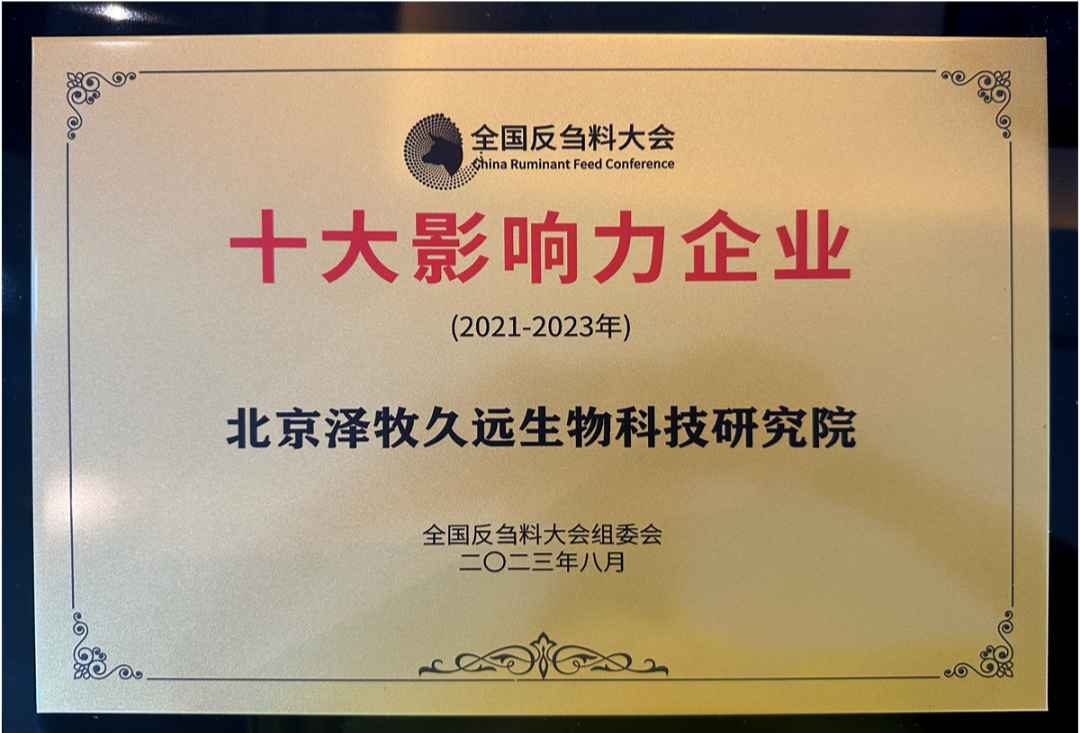 全国反刍料大会
China Ruminant Feed Conference
十大影响力企业
(2021-2023年)
北京泽牧久远生物科技研究院
全国反刍料大会组委会
二〇二三年八月